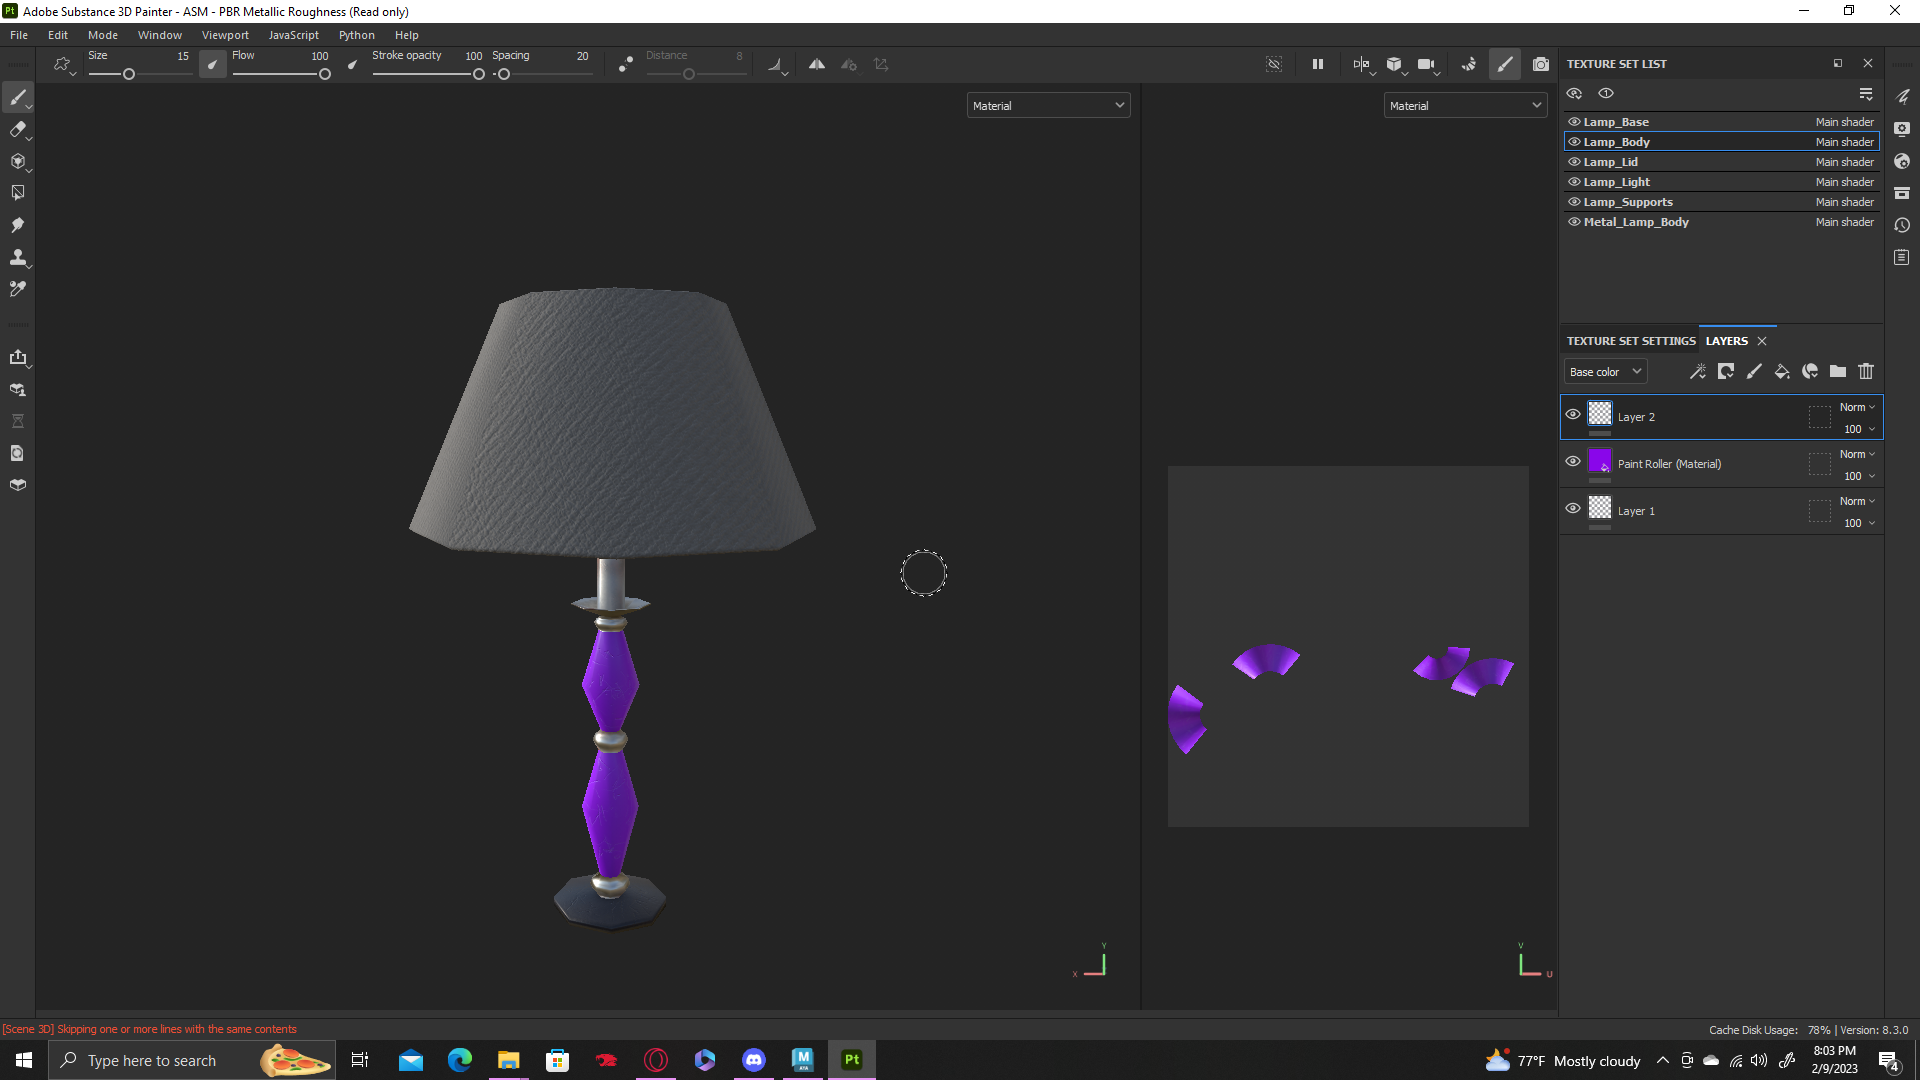 Pt Adobe Substance 3D Painter - ASM - PBR Metallic Roughness (Read only)
File Edit Mode Window Viewport JavaScript Python Help
Size 15 Flow 100 Stroke opacity 100 Spacing 20 Distance 8
Material
Material
TEXTURE SET LIST
Lamp_Base Main shader
Lamp_Body Main shader
Lamp_Lid Main shader
Lamp_Light Main shader
Lamp_Supports Main shader
Metal_Lamp_Body Main shader
TEXTURE SET SETTINGS LAYERS
Base color
Layer 2 Norm 100
Paint Roller (Material) Norm 100
Layer 1 Norm 100
Y
X
V
U
[Scene 3D] Skipping one or more lines with the same contents
Cache Disk Usage: 78% | Version: 8.3.0
Type here to search
M
Pt
77°F Mostly cloudy
8:03 PM
2/9/2023
4